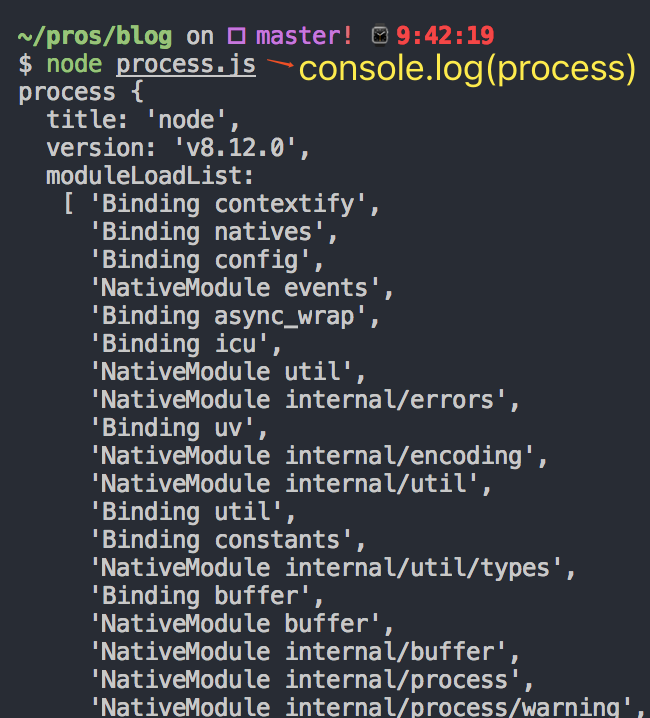 ~/pros/blog on master! 9:42:19
$ node process.js console.log(process)
process {
title: 'node',
version: 'v8.12.0',
moduleLoadList:
[ 'Binding contextify',
'Binding natives',
'Binding config',
'NativeModule events',
'Binding async_wrap',
'Binding icu',
'NativeModule util',
'NativeModule internal/errors',
'Binding uv',
'NativeModule internal/encoding',
'NativeModule internal/util',
'Binding util',
'Binding constants',
'NativeModule internal/util/types',
'Binding buffer',
'NativeModule buffer',
'NativeModule internal/buffer',
'NativeModule internal/process',
'NativeModule internal/process/warning',